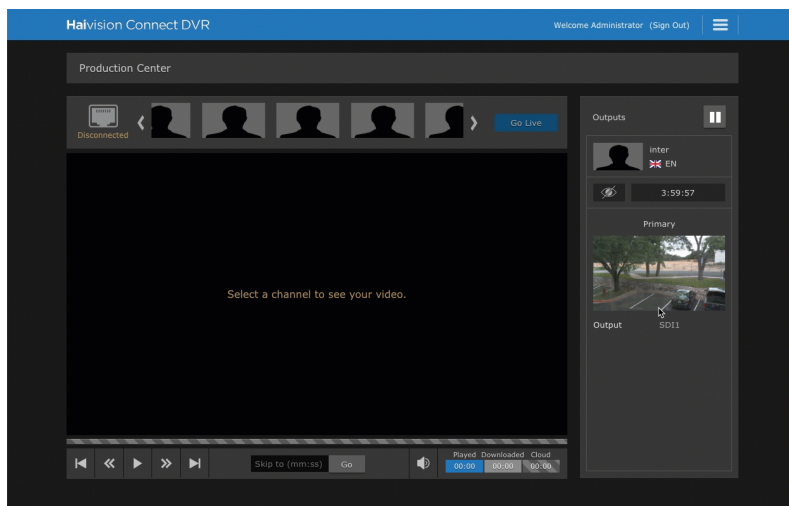 Haivision Connect DVR
Welcome Administrator (Sign Out)
Production Center
Disconnected
Go Live
Select a channel to see your video.
Skip to (mm:ss) Go
Played Downloaded Cloud
00:00 00:00 00:00
Outputs
inter
EN
3:59:57
Primary
Output SDI1